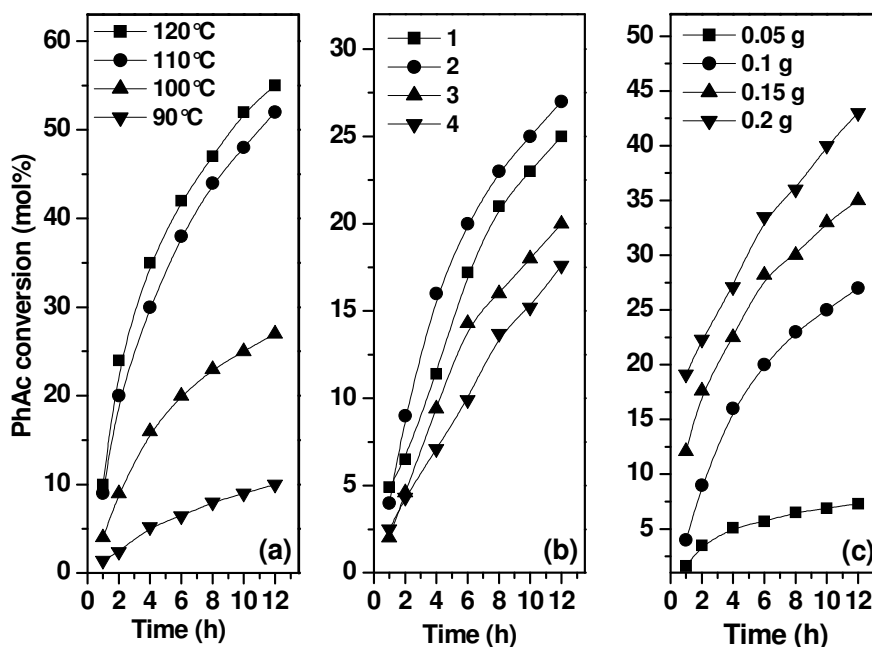 PhAc conversion (mol%)
60
50
40
30
20
10
0
120°C
110°C
100°C
90°C
(a)
0 2 4 6 8 10 12
Time (h)
30
25
20
15
10
5
0
1
2
3
4
(b)
0 2 4 6 8 10 12
Time (h)
50
45
40
35
30
25
20
15
10
5
0.05 g
0.1 g
0.15 g
0.2 g
(c)
0 2 4 6 8 10 12
Time (h)